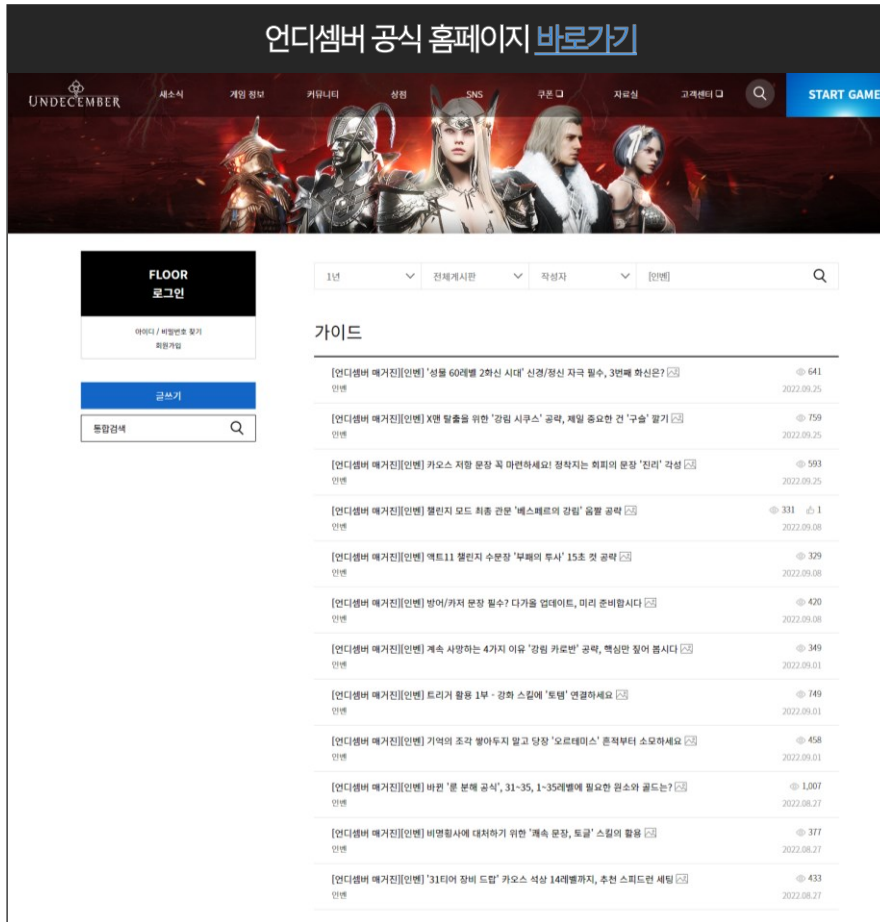 언디셈버 공식 홈페이지 바로가기
UNDECEMBER
새소식 게임 정보 커뮤니티 상점 SNS 쿠폰 자료실 고객센터
START GAME
FLOOR
로그인
아이디 / 비밀번호 찾기
회원가입
글쓰기
통합검색
1년 전체게시판 작성자 [인벤]
가이드
[언디셈버 매거진][인벤] '성물 60레벨 2화신 시대' 신경/정신 자극 필수, 3번째 화신은? 641
인벤 2022.09.25
[언디셈버 매거진][인벤] X맨 탈출을 위한 '강림 시쿠스' 공략, 제일 중요한 건 '구슬' 깔기 759
인벤 2022.09.25
[언디셈버 매거진][인벤] 카오스 저항 문장 꼭 마련하세요! 정착지는 회피의 문장 '진리' 각성 593
인벤 2022.09.25
[언디셈버 매거진][인벤] 챌린지 모드 최종 관문 '베스페르의 강림' 움짤 공략 331 1
인벤 2022.09.08
[언디셈버 매거진][인벤] 액트11 챌린지 수문장 '부패의 투사' 15초 컷 공략 329
인벤 2022.09.08
[언디셈버 매거진][인벤] 방어/카저 문장 필수? 다가올 업데이트, 미리 준비합시다 420
인벤 2022.09.08
[언디셈버 매거진][인벤] 계속 사망하는 4가지 이유 '강림 카로반' 공략, 핵심만 짚어 봅시다 349
인벤 2022.09.01
[언디셈버 매거진][인벤] 트리거 활용 1부 - 강화 스킬에 '토템' 연결하세요 749
인벤 2022.09.01
[언디셈버 매거진][인벤] 기억의 조각 쌓아두지 말고 당장 '오르테미스' 흔적부터 소모하세요 458
인벤 2022.09.01
[언디셈버 매거진][인벤] 바뀐 '룬 분해 공식', 31~35, 1~35레벨에 필요한 원소와 골드는? 1,007
인벤 2022.08.27
[언디셈버 매거진][인벤] 비명횡사에 대처하기 위한 '쾌속 문장, 토글' 스킬의 활용 377
인벤 2022.08.27
[언디셈버 매거진][인벤] '31티어 장비 드랍' 카오스 석상 14레벨까지, 추천 스피드런 세팅 433
인벤 2022.08.27